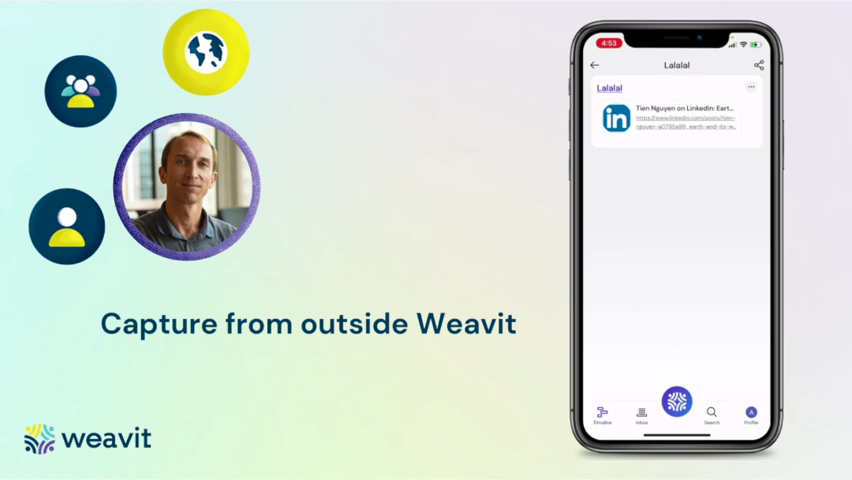 4:53
Lalalal
Lalalal
Tien Nguyen on LinkedIn: Eart...
https://www.linkedin.com/posts/tien-
in
Capture from outside Weavit
weavit
Timeline
Inbox
Search
A
Profile